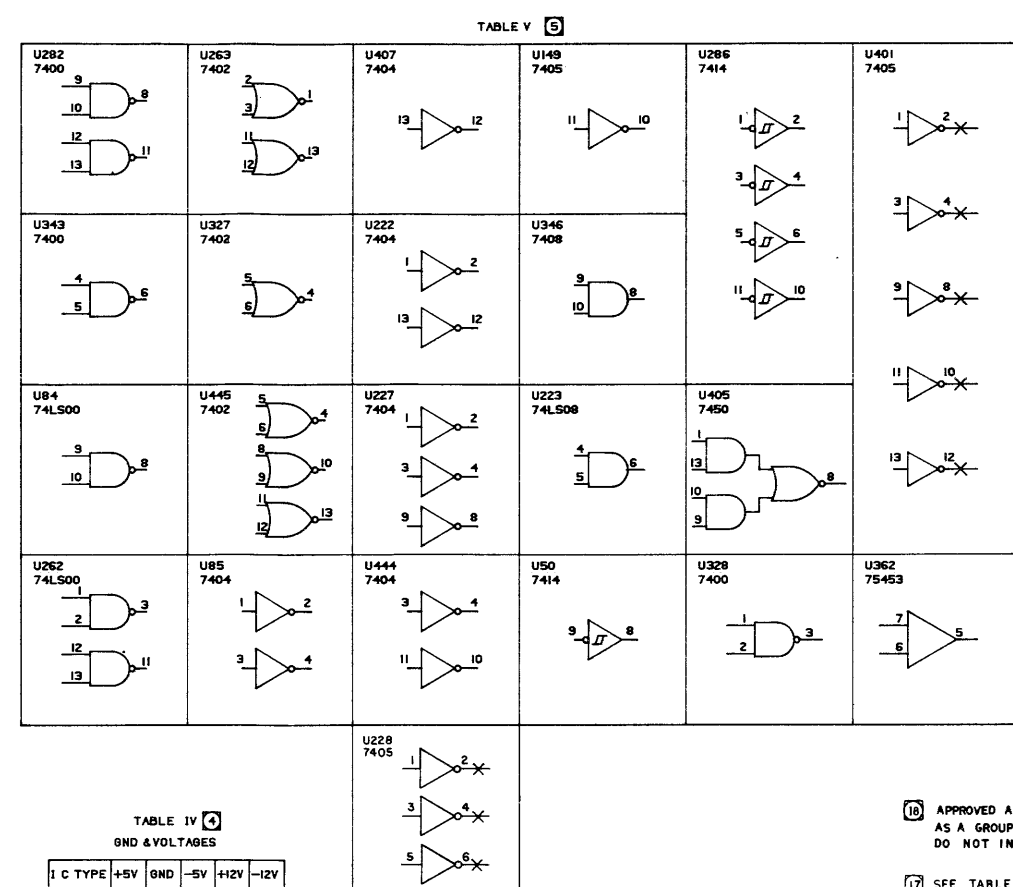 TABLE V 5
U282
7400
9
8
10
12
11
13
U263
7402
2
1
3
11
13
12
U407
7404
13 12
U149
7405
11 10
U286
7414
1 2
3 4
5 6
11 10
U401
7405
1 2
3 4
9 8
11 10
13 12
U343
7400
4
6
5
U327
7402
5
4
6
U222
7404
1 2
13 12
U346
7408
9
8
10
U84
74LS00
9
8
10
U445
7402
5
4
6
8
10
9
11
13
12
U227
7404
1 2
3 4
9 8
U223
74LS08
4
6
5
U405
7450
1
13
8
10
9
U262
74LS00
1
3
2
12
11
13
U85
7404
1 2
3 4
U444
7404
3 4
11 10
U50
7414
9 8
U328
7400
1
3
2
U362
75453
7
5
6
U228
7405
1 2
3 4
5 6
TABLE IV 4
GND & VOLTAGES
I C TYPE +5V GND -5V +12V -12V
18 APPROVED A
AS A GROUP
DO NOT IN
17 SEE TABLE